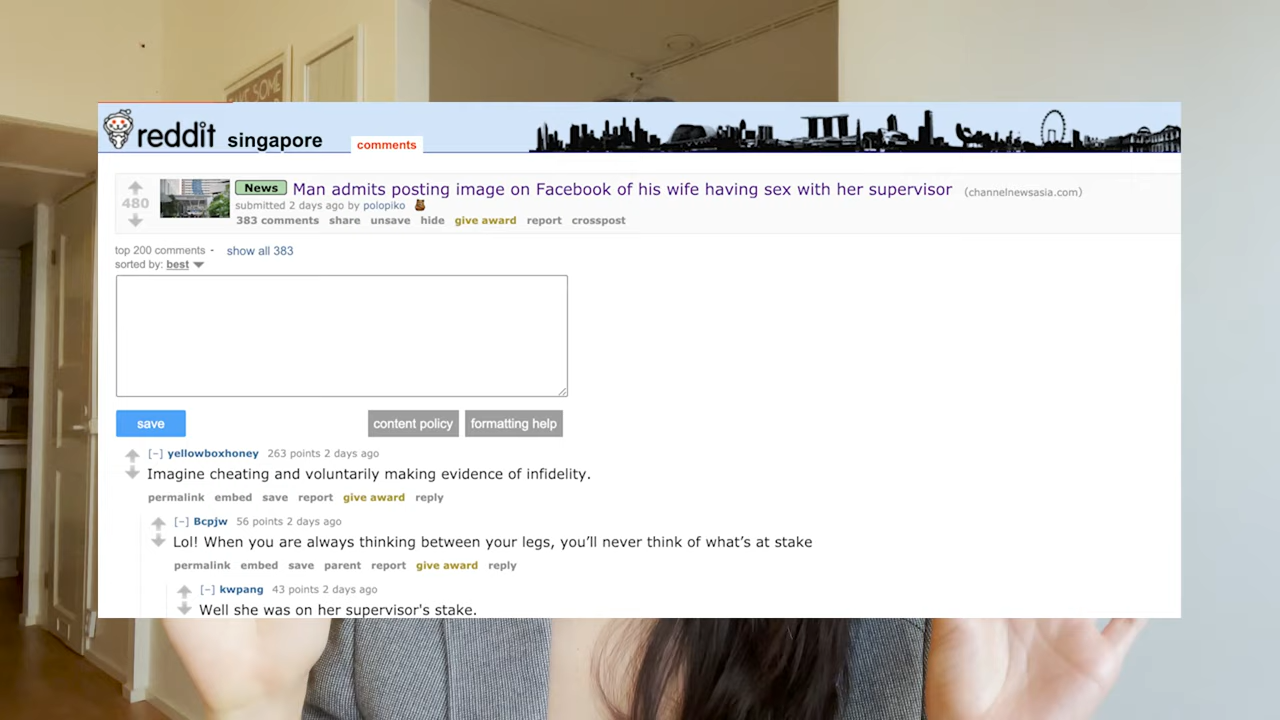 SOME
reddit singapore comments
480
News Man admits posting image on Facebook of his wife having sex with her supervisor (channelnewsasia.com)
submitted 2 days ago by polopiko
383 comments share unsave hide give award report crosspost
top 200 comments - show all 383
sorted by: best
save content policy formatting help
[–] yellowboxhoney 263 points 2 days ago
Imagine cheating and voluntarily making evidence of infidelity.
permalink embed save report give award reply
[–] Bcpjw 56 points 2 days ago
Lol! When you are always thinking between your legs, you’ll never think of what’s at stake
permalink embed save parent report give award reply
[–] kwpang 43 points 2 days ago
Well she was on her supervisor's stake.